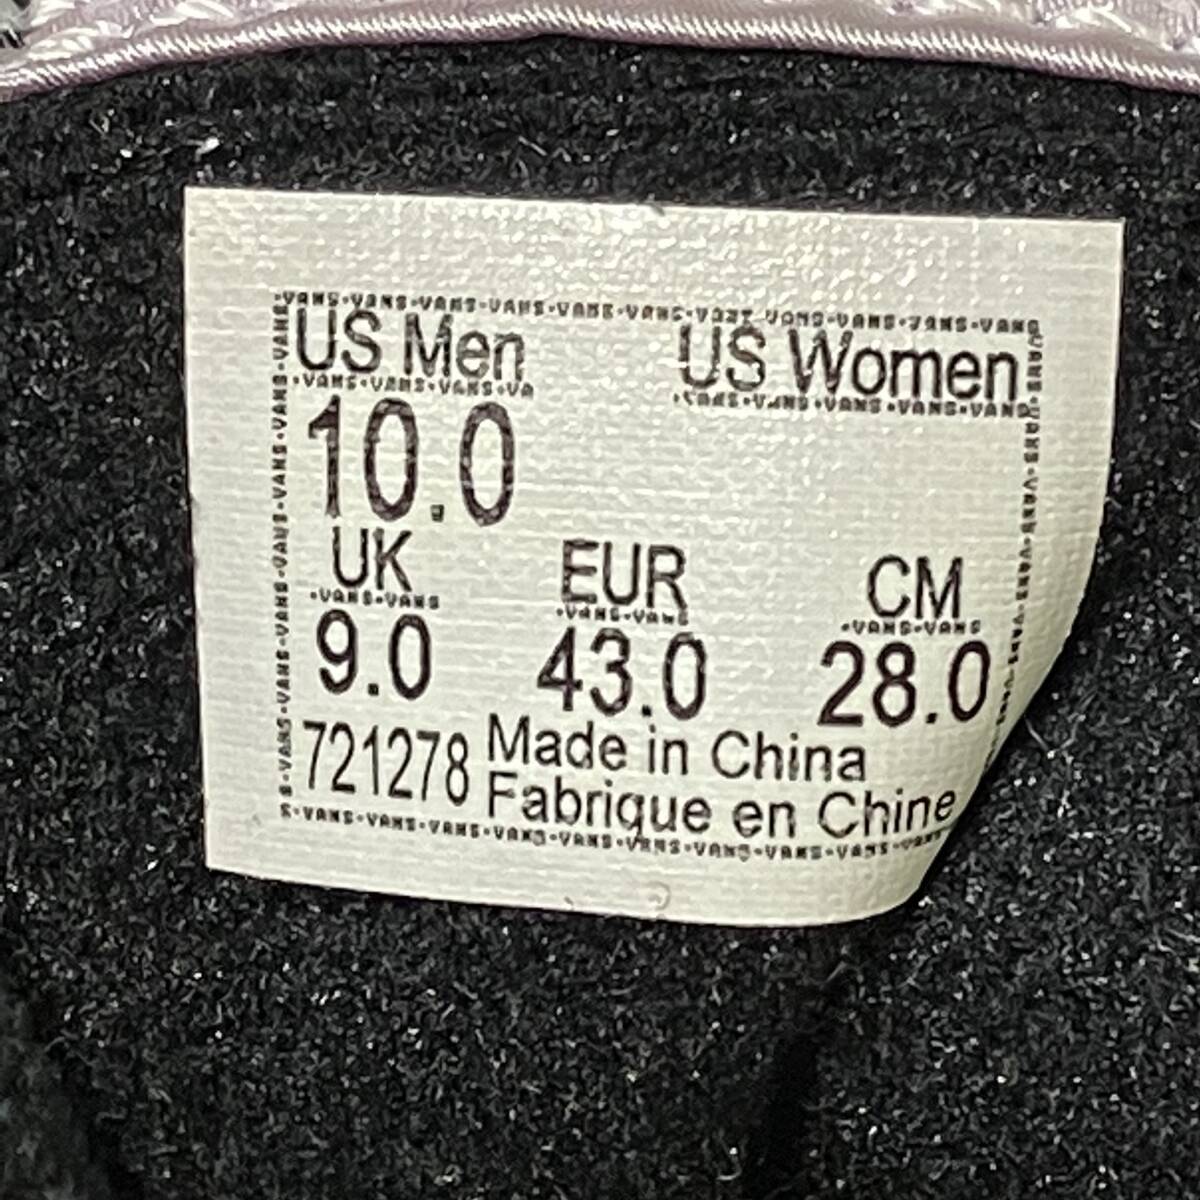 US Men US Women
10.0
UK EUR CM
9.0 43.0 28.0
721278 Made in China
Fabrique en Chine